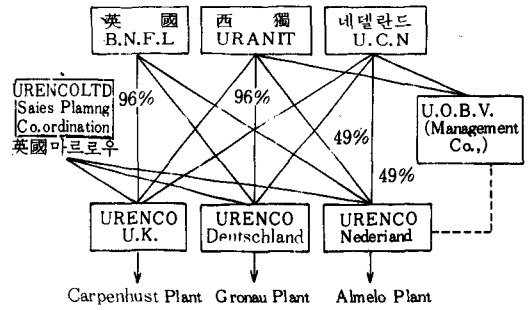 英國
B.N.F.L
西獨
URANIT
네델란드
U.C.N
URENCOLTD
Saies Plamng
Co.ordination
英國마르로우
96%
96%
49%
49%
U.O.B.V.
(Management
Co.,)
URENCO
U.K.
URENCO
Deutschland
URENCO
Nederiand
Carpenhust Plant
Gronau Plant
Almelo Plant